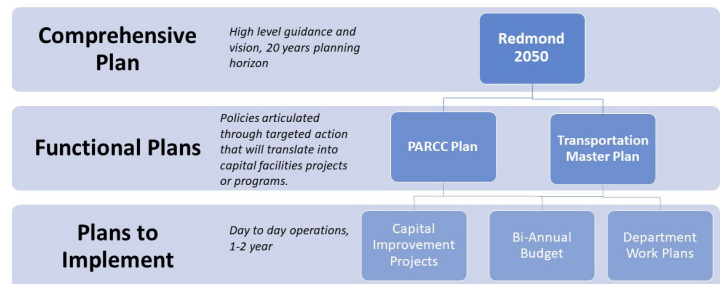 Comprehensive
Plan
High level guidance and
vision, 20 years planning
horizon
Redmond
2050
Functional Plans
Policies articulated
through targeted action
that will translate into
capital facilities projects
or programs.
PARCC Plan
Transportation
Master Plan
Plans to
Implement
Day to day operations,
1-2 year
Capital
Improvement
Projects
Bi-Annual
Budget
Department
Work Plans